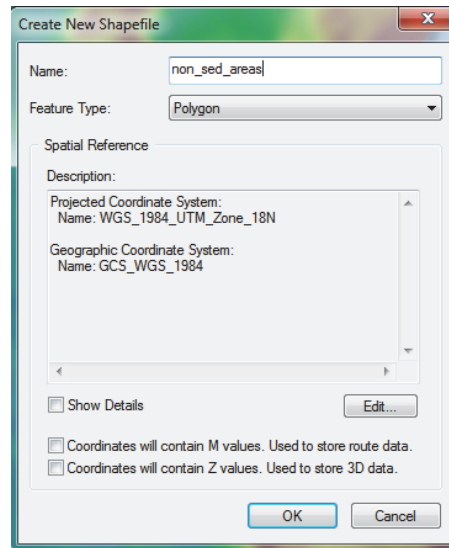 Create New Shapefile
Name:
non_sed_areas
Feature Type:
Polygon
Spatial Reference
Description:
Projected Coordinate System:
Name: WGS_1984_UTM_Zone_18N
Geographic Coordinate System:
Name: GCS_WGS_1984
Show Details
Edit...
Coordinates will contain M values. Used to store route data.
Coordinates will contain Z values. Used to store 3D data.
OK
Cancel